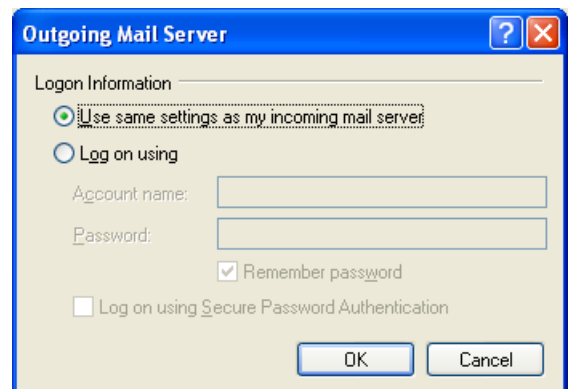 Outgoing Mail Server
Logon Information
Use same settings as my incoming mail server
Log on using
Account name:
Password:
Remember password
Log on using Secure Password Authentication
OK Cancel